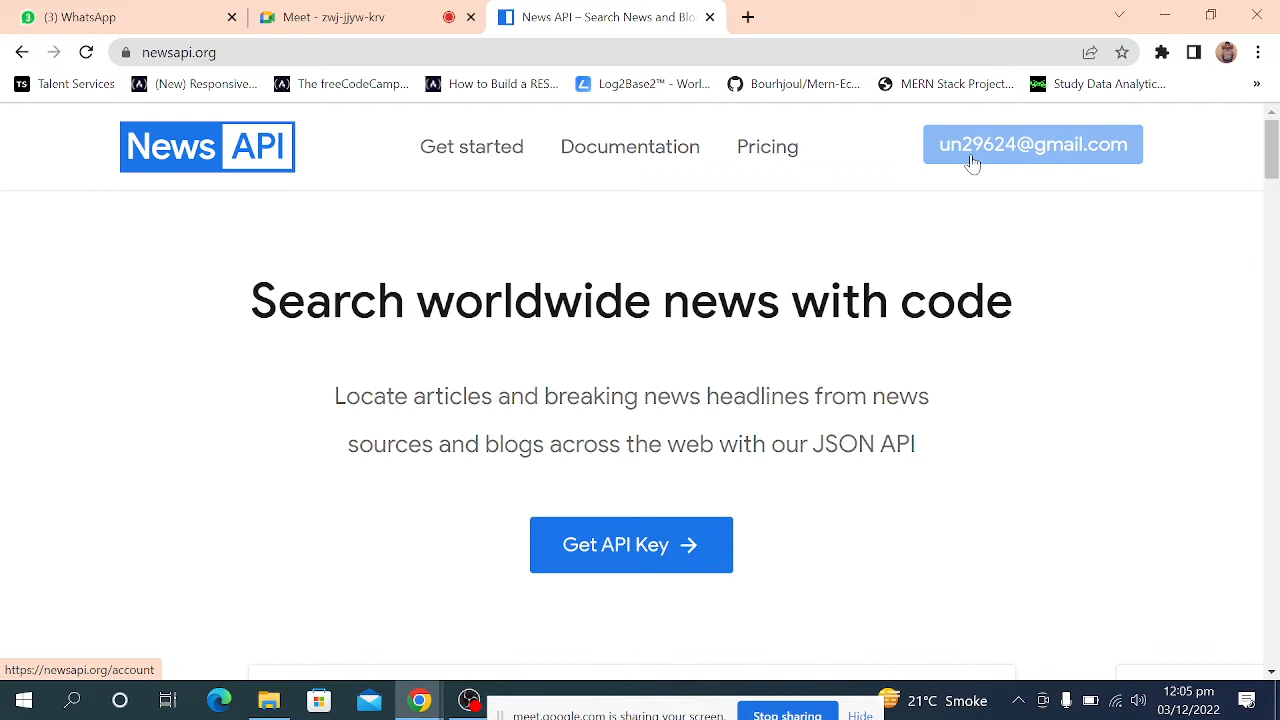 (3) WhatsApp
Meet - zwj-jjyw-krv
News API – Search News and Blo
newsapi.org
TS Talent Services
(New) Responsive...
The freeCodeCamp...
How to Build a RES...
Log2Base2™ - Worl...
Bourhjoul/Mern-Ec...
MERN Stack Project...
Study Data Analytic...
»
News API
Get started
Documentation
Pricing
un29624@gmail.com
Search worldwide news with code
Locate articles and breaking news headlines from news
sources and blogs across the web with our JSON API
Get API Key →
https://newsapi.org/account
meet.google.com is sharing your screen.
Stop sharing
Hide
21°C Smoke
12:05 pm
03/12/2022